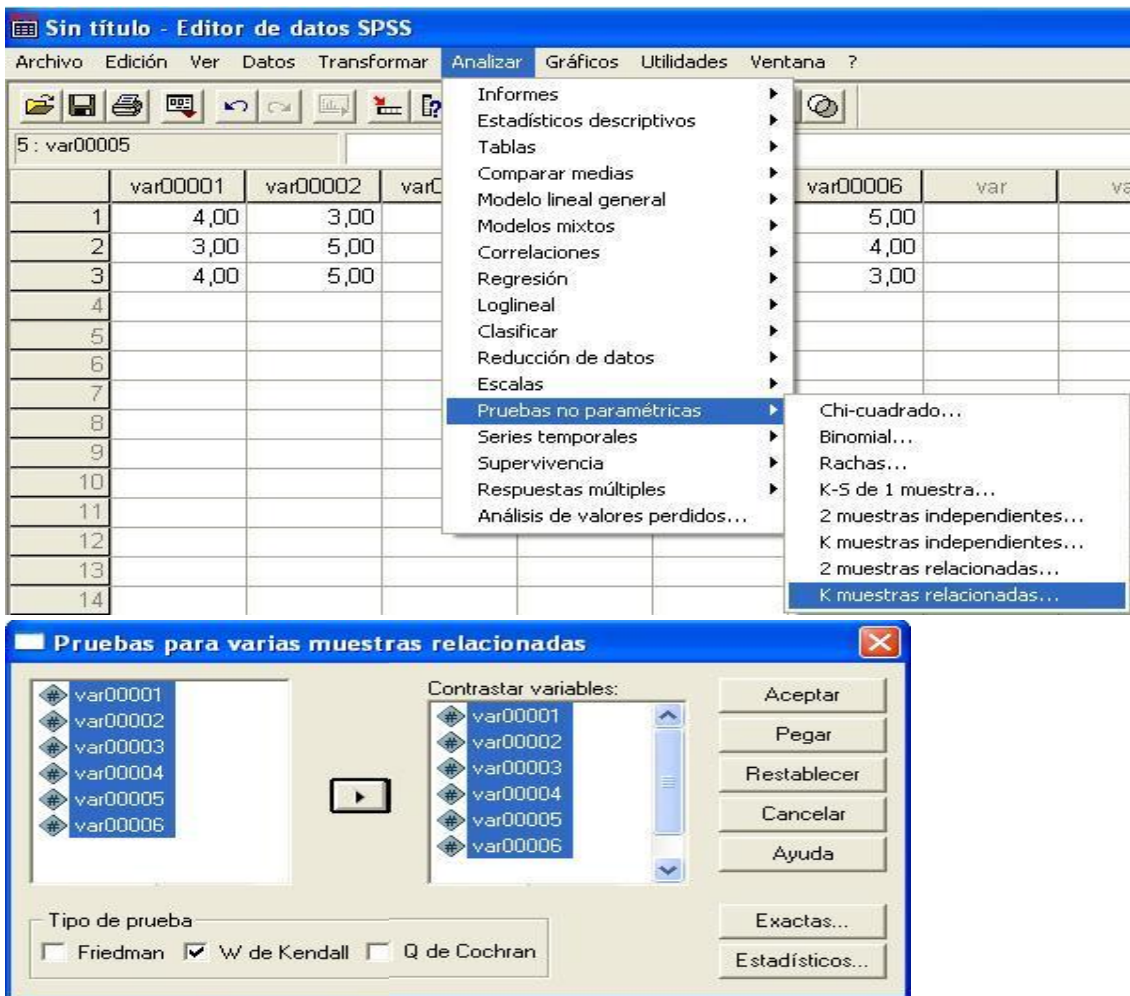 Sin título - Editor de datos SPSS
Archivo Edición Ver Datos Transformar Analizar Gráficos Utilidades Ventana ?
5 : var00005
var00001 var00002 var00006 var
1 4,00 3,00 5,00
2 3,00 5,00 4,00
3 4,00 5,00 3,00
4
5
6
7
8
9
10
11
12
13
14
Informes
Estadísticos descriptivos
Tablas
Comparar medias
Modelo lineal general
Modelos mixtos
Correlaciones
Regresión
Loglineal
Clasificar
Reducción de datos
Escalas
Pruebas no paramétricas
Series temporales
Supervivencia
Respuestas múltiples
Análisis de valores perdidos...
Chi-cuadrado...
Binomial...
Rachas...
K-S de 1 muestra...
2 muestras independientes...
K muestras independientes...
2 muestras relacionadas...
K muestras relacionadas...
Pruebas para varias muestras relacionadas
var00001
var00002
var00003
var00004
var00005
var00006
Contrastar variables:
var00001
var00002
var00003
var00004
var00005
var00006
Aceptar
Pegar
Restablecer
Cancelar
Ayuda
Tipo de prueba
Friedman W de Kendall Q de Cochran
Exactas...
Estadísticos...